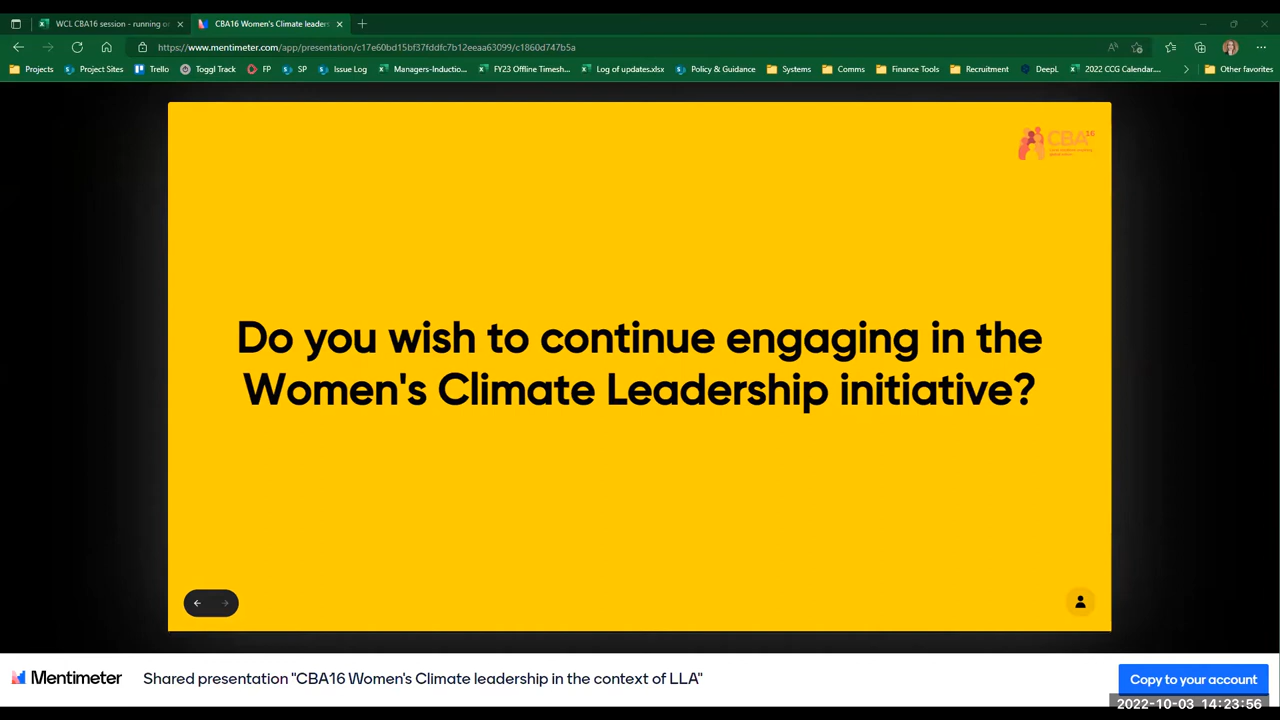 WCL CBA16 session - running o
CBA16 Women's Climate leaders
https://www.mentimeter.com/app/presentation/c17e60bd15bf37fddfc7b12eeaa63099/c1860d747b5a
Projects
Project Sites
Trello
Toggl Track
FP
SP
Issue Log
Managers-Inductio...
FY23 Offline Timesh...
Log of updates.xlsx
Policy & Guidance
Systems
Comms
Finance Tools
Recruitment
DeepL
2022 CCG Calendar....
Other favorites
CBA16
Do you wish to continue engaging in the
Women's Climate Leadership initiative?
Mentimeter
Shared presentation "CBA16 Women's Climate leadership in the context of LLA"
Copy to your account
2022-10-03 14:23:56